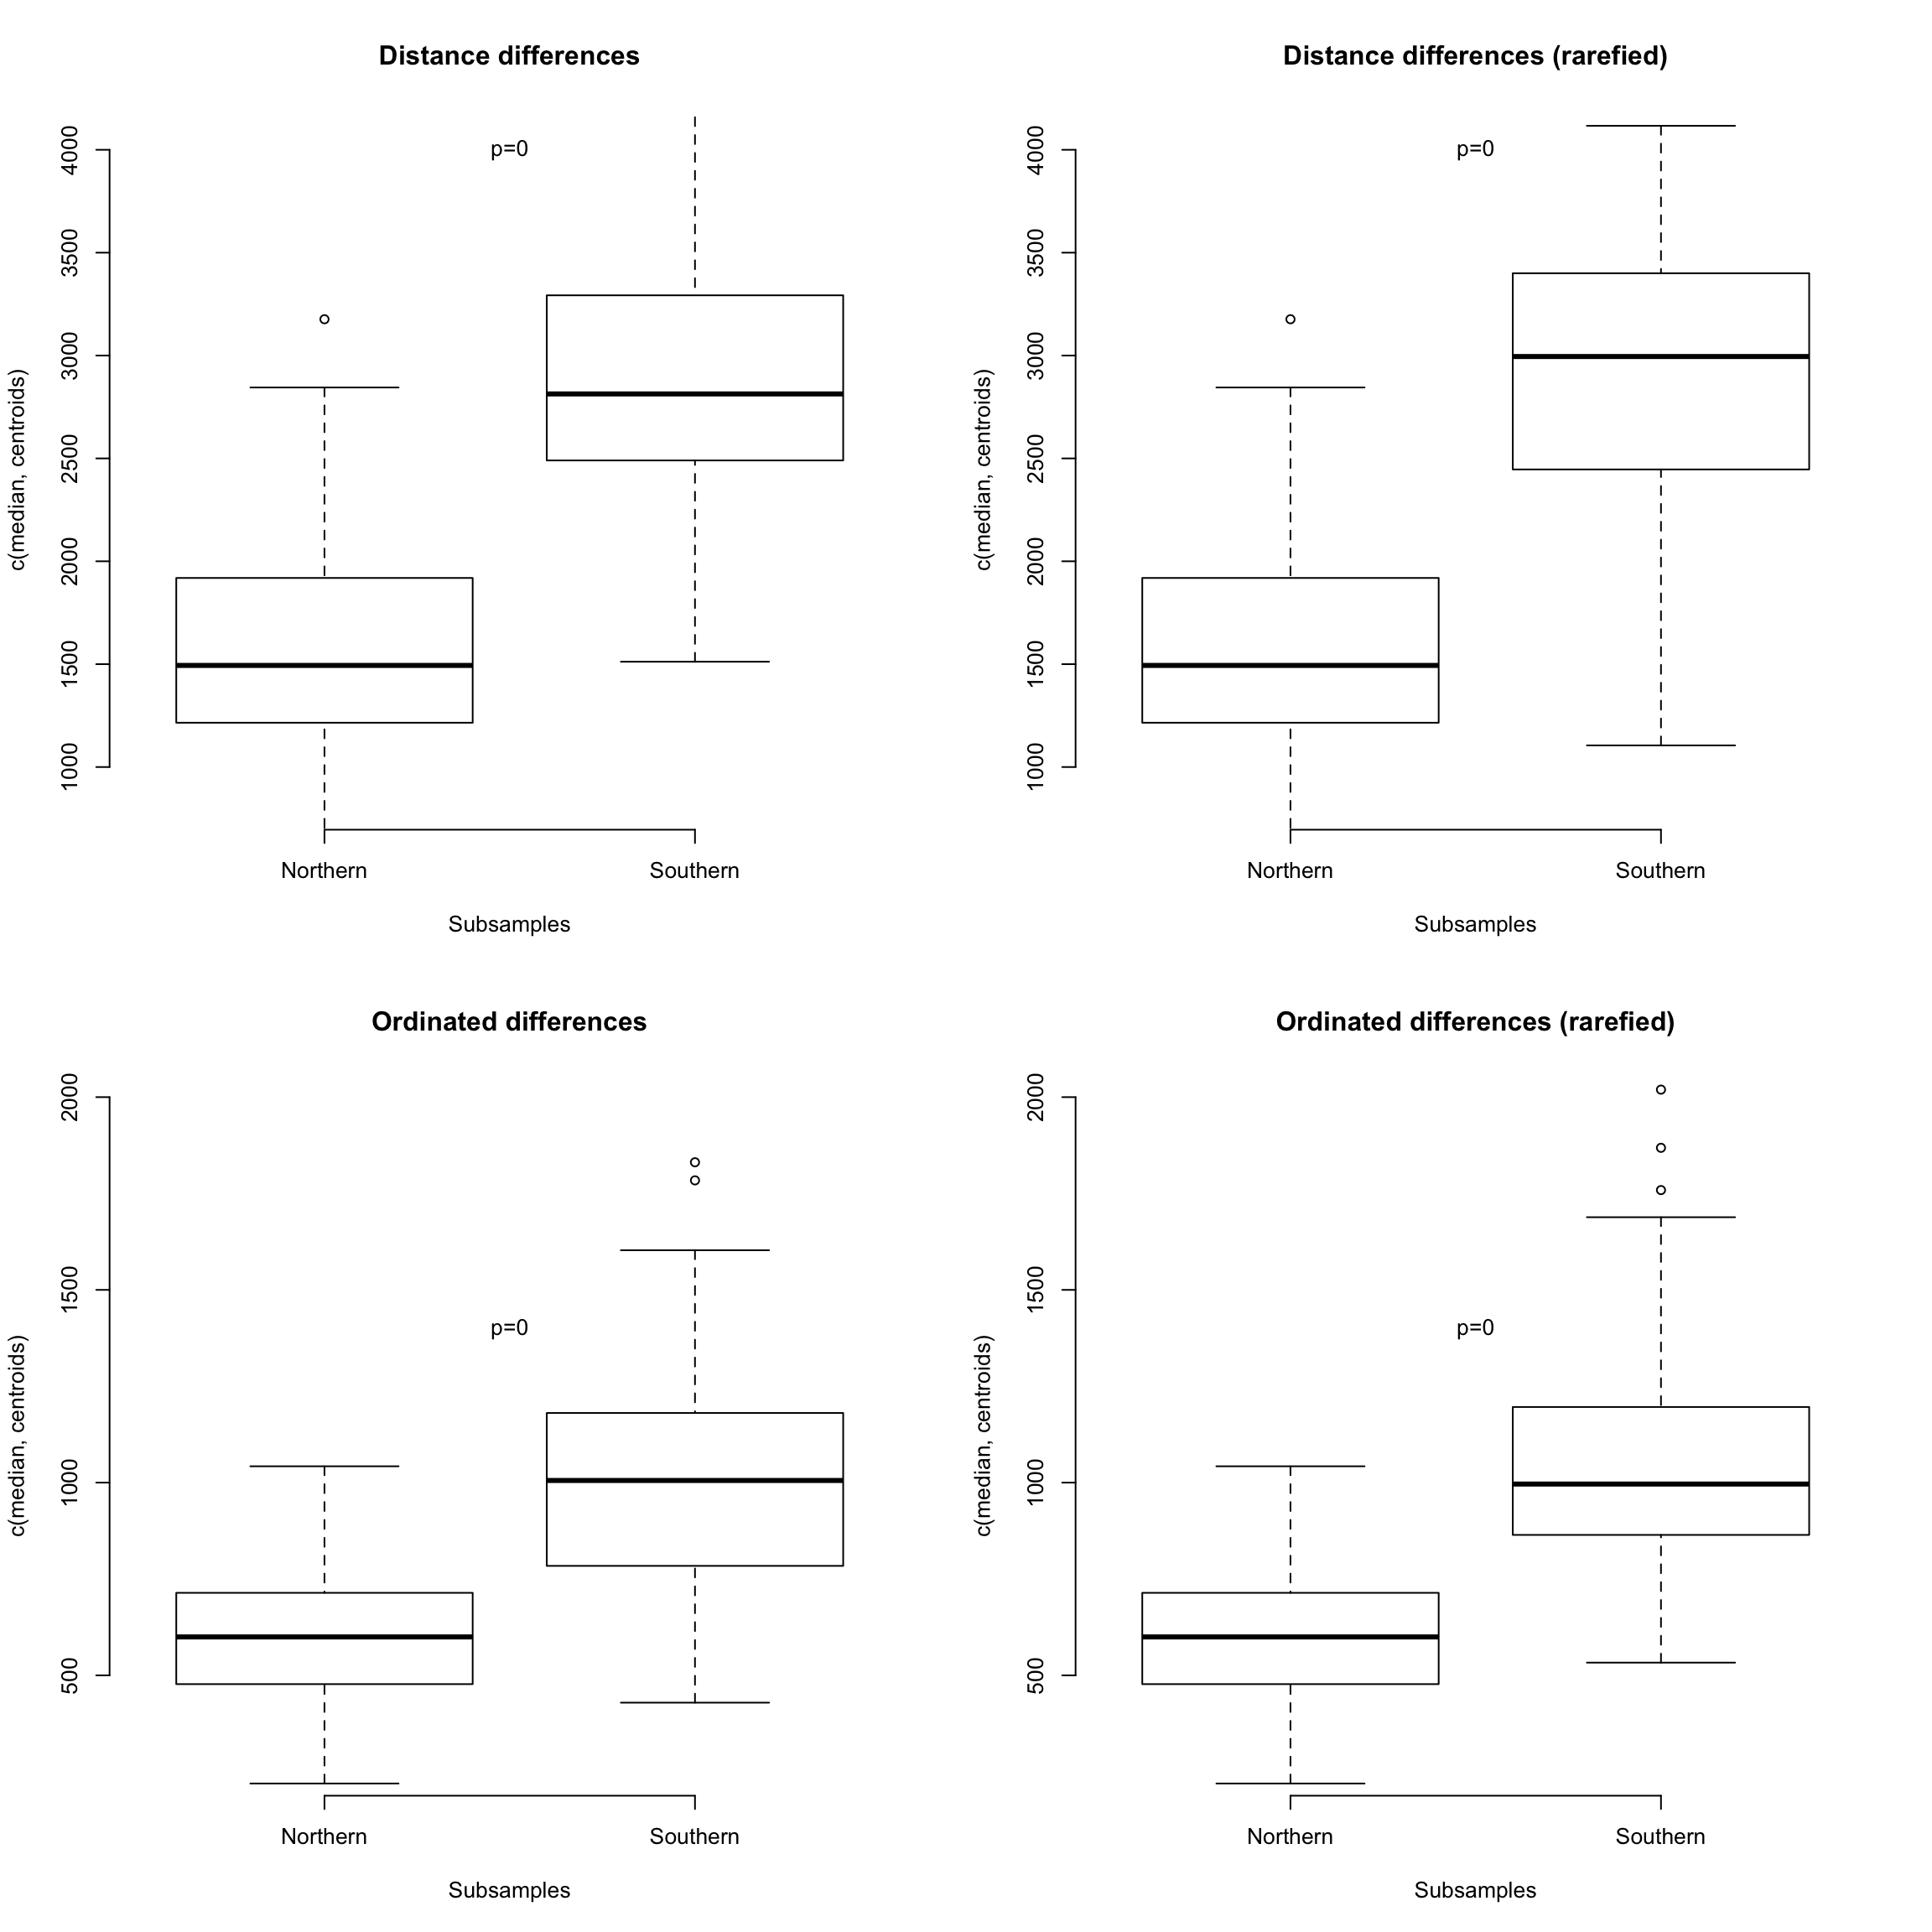 Distance differences
c(median, centroids)
4000
3500
3000
2500
2000
1500
1000
p=0
Northern
Southern
Subsamples
Distance differences (rarefied)
c(median, centroids)
4000
3500
3000
2500
2000
1500
1000
p=0
Northern
Southern
Subsamples
Ordinated differences
c(median, centroids)
2000
1500
1000
500
p=0
Northern
Southern
Subsamples
Ordinated differences (rarefied)
c(median, centroids)
2000
1500
1000
500
p=0
Northern
Southern
Subsamples